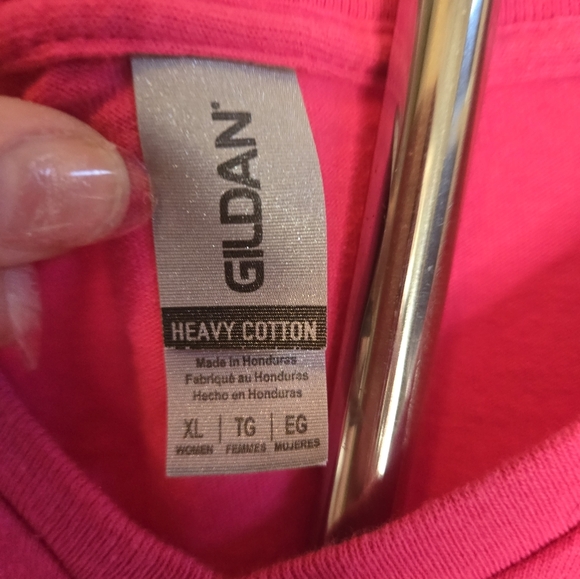 GILDAN
HEAVY COTTON
Made in Honduras
Fabriqué au Honduras
Hecho en Honduras
XL | TG | EG
WOMEN FEMMES MUJERES